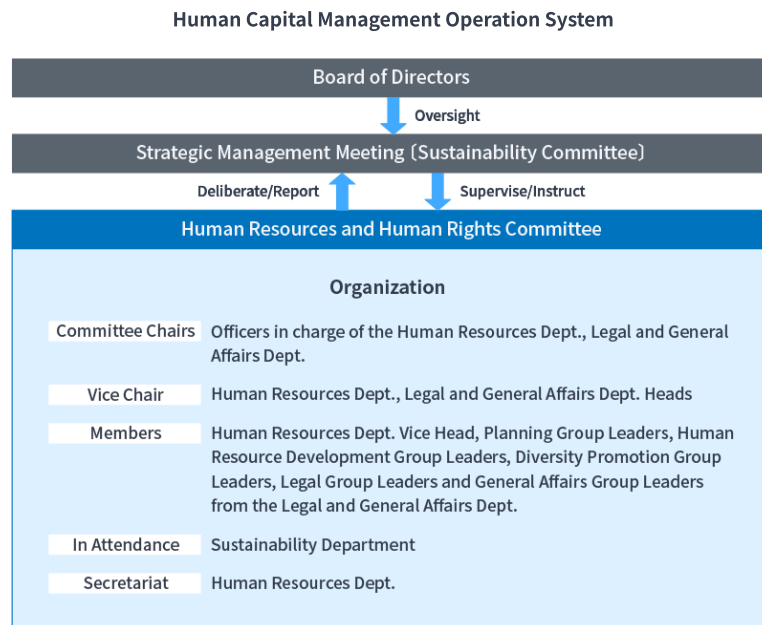 Human Capital Management Operation System
Board of Directors
Oversight
Strategic Management Meeting〔Sustainability Committee〕
Deliberate/Report
Supervise/Instruct
Human Resources and Human Rights Committee
Organization
Committee Chairs
Officers in charge of the Human Resources Dept., Legal and General
Affairs Dept.
Vice Chair
Human Resources Dept., Legal and General Affairs Dept. Heads
Members
Human Resources Dept. Vice Head, Planning Group Leaders, Human
Resource Development Group Leaders, Diversity Promotion Group
Leaders, Legal Group Leaders and General Affairs Group Leaders
from the Legal and General Affairs Dept.
In Attendance
Sustainability Department
Secretariat
Human Resources Dept.